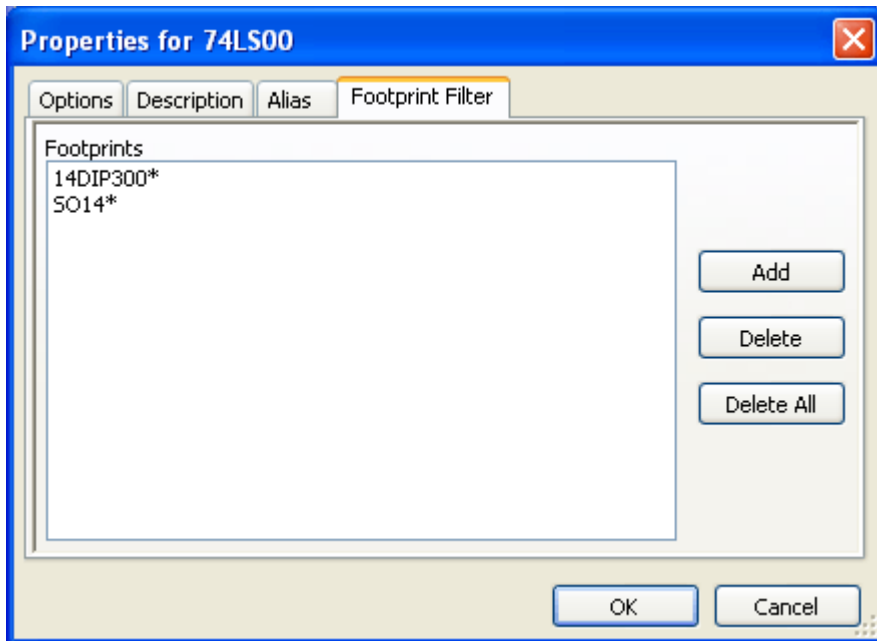 Properties for 74LS00
Options Description Alias Footprint Filter
Footprints
14DIP300*
SO14*
Add
Delete
Delete All
OK Cancel